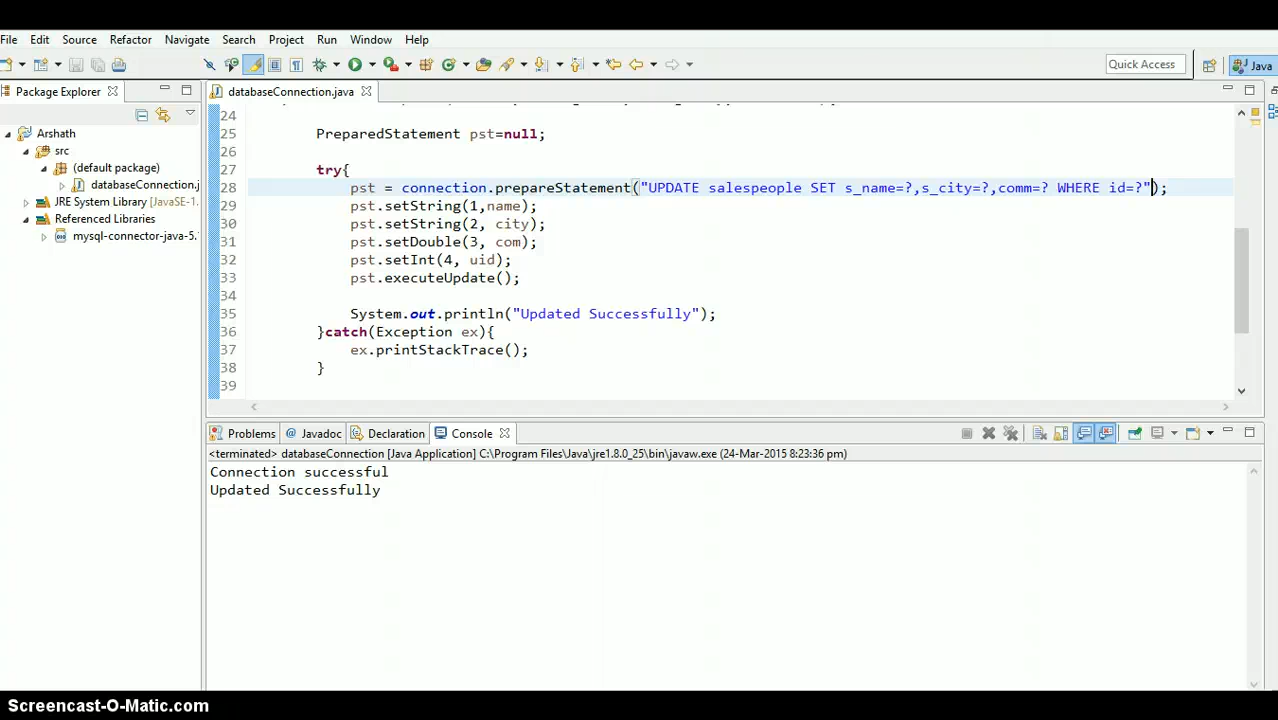 File Edit Source Refactor Navigate Search Project Run Window Help
Quick Access
Java
Package Explorer
databaseConnection.java
Arshath
src
(default package)
databaseConnection.j
JRE System Library [JavaSE-1.
Referenced Libraries
mysql-connector-java-5.
24
25 PreparedStatement pst=null;
26
27 try{
28 pst = connection.prepareStatement("UPDATE salespeople SET s_name=?,s_city=?,comm=? WHERE id=?");
29 pst.setString(1,name);
30 pst.setString(2, city);
31 pst.setDouble(3, com);
32 pst.setInt(4, uid);
33 pst.executeUpdate();
34
35 System.out.println("Updated Successfully");
36 }catch(Exception ex){
37 ex.printStackTrace();
38 }
39
Problems @ Javadoc Declaration Console
<terminated> databaseConnection [Java Application] C:\Program Files\Java\jre1.8.0_25\bin\javaw.exe (24-Mar-2015 8:23:36 pm)
Connection successful
Updated Successfully
Screencast-O-Matic.com